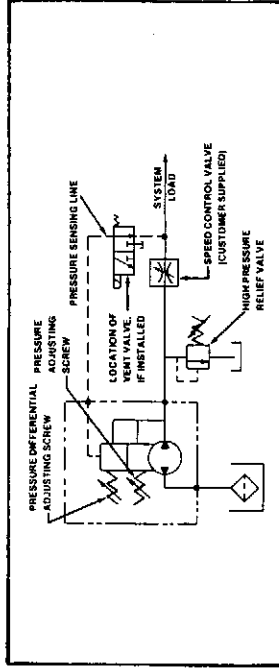 PRESSURE DIFFERENTIAL
ADJUSTING SCREW
PRESSURE
ADJUSTING
SCREW
PRESSURE SENSING LINE
LOCATION OF
VENT VALVE,
IF INSTALLED
SYSTEM
LOAD
SPEED CONTROL VALVE
(CUSTOMER SUPPLIED)
HIGH PRESSURE
RELIEF VALVE